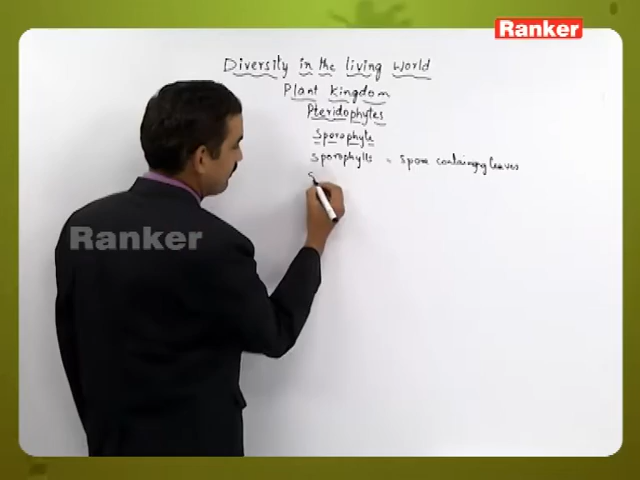 Ranker
Diversity in the living world
Plant kingdom
Pteridophytes
Sporophyte
Sporophylls = Spore containing leaves
S
Ranker